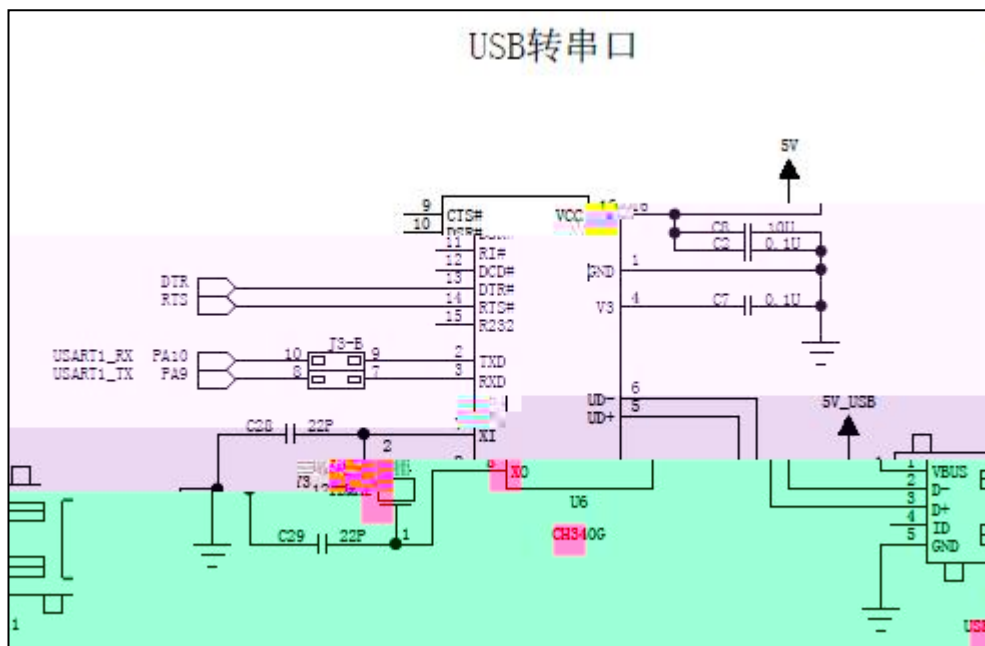 USB转串口
5V
9 CTS# VCC
10
11 RI# C8 10U
12 DCD# C2 0.1U
DTR 13 DTR# GND 1
RTS 14 RTS# V3 4 C7 0.1U
15 R232
J3-B
USART1_RX PA10 10 9 2 TXD
USART1_TX PA9 8 7 3 RXD
UD- 6
UD+ 5 5V_USB
C28 22P XI
2
XO 1 VBUS
2 D-
U6 3 D+
C29 22P 1 CH340G 4 ID
5 GND
1